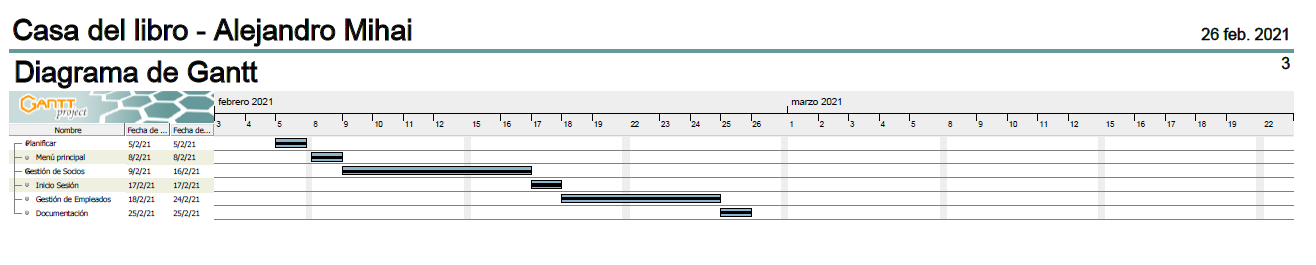 Casa del libro - Alejandro Mihai
26 feb. 2021
Diagrama de Gantt
3
GANTT project
febrero 2021 marzo 2021
Nombre Fecha de ... Fecha de...
3 4 5 8 9 10 11 12 15 16 17 18 19 22 23 24 25 26 1 2 3 4 5 8 9 10 11 12 15 16 17 18 19 22
Planificar 5/2/21 5/2/21
Menú principal 8/2/21 8/2/21
Gestión de Socios 9/2/21 16/2/21
Inicio Sesión 17/2/21 17/2/21
Gestión de Empleados 18/2/21 24/2/21
Documentación 25/2/21 25/2/21